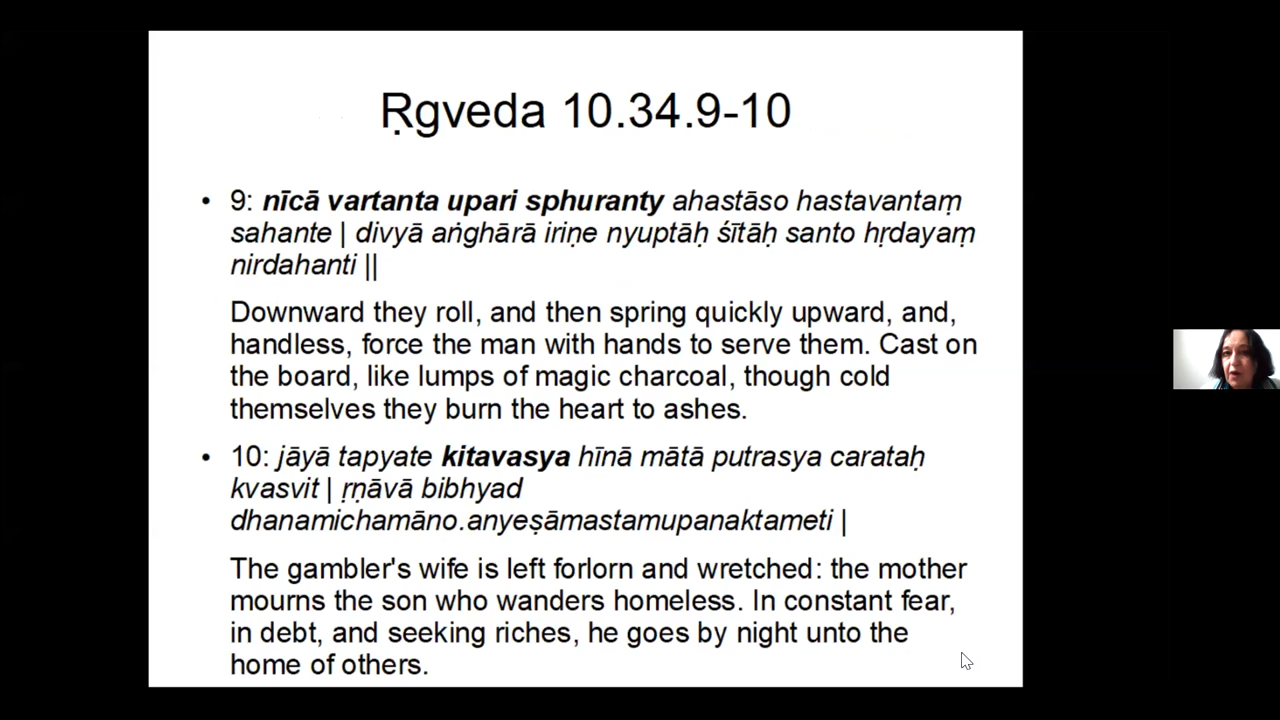 Ṛgveda 10.34.9-10
• 9: nīcā vartanta upari sphuranty ahastāso hastavantaṃ
sahante | divyā aṅghārā iriṇe nyuptāḥ śītāḥ santo hṛdayaṃ
nirdahanti ||
Downward they roll, and then spring quickly upward, and,
handless, force the man with hands to serve them. Cast on
the board, like lumps of magic charcoal, though cold
themselves they burn the heart to ashes.
• 10: jāyā tapyate kitavasya hīnā mātā putrasya carataḥ
kvasvit | ṛṇāvā bibhyad
dhanamichamāno.anyeṣāmastamupanaktameti |
The gambler's wife is left forlorn and wretched: the mother
mourns the son who wanders homeless. In constant fear,
in debt, and seeking riches, he goes by night unto the
home of others.